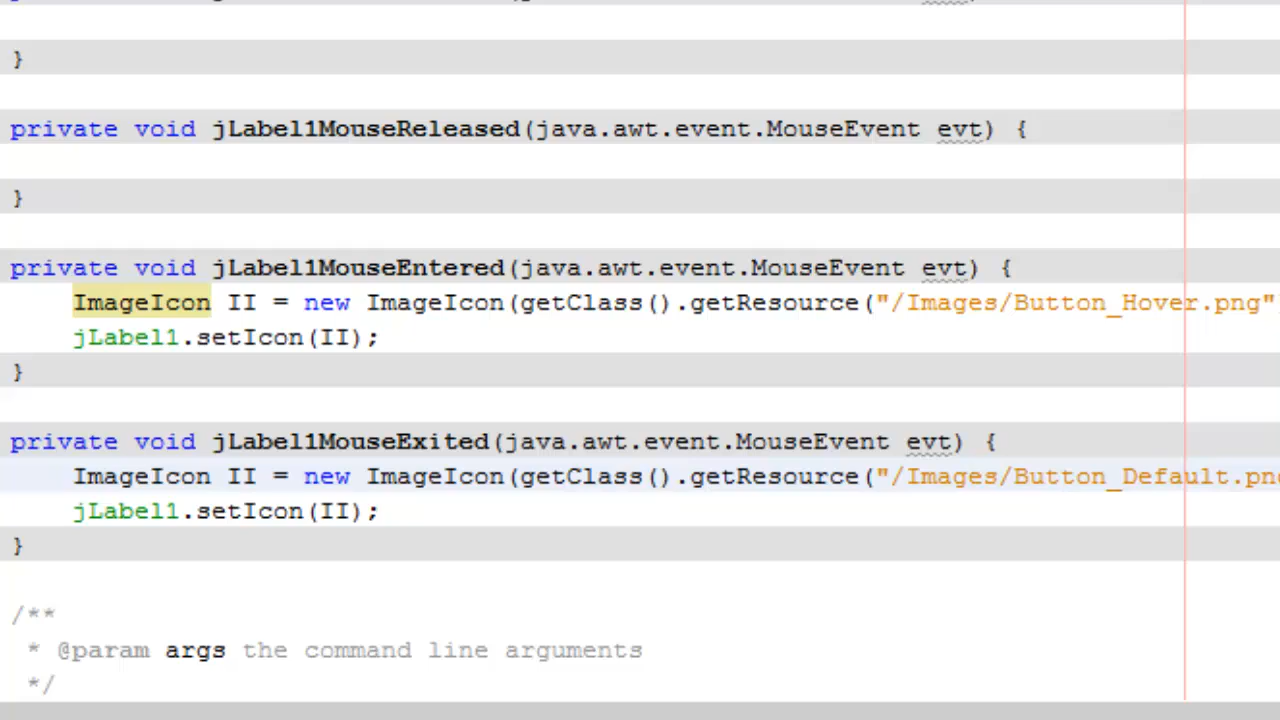 }
private void jLabel1MouseReleased(java.awt.event.MouseEvent evt) {
}
private void jLabel1MouseEntered(java.awt.event.MouseEvent evt) {
ImageIcon II = new ImageIcon(getClass().getResource("/Images/Button_Hover.png"
jLabel1.setIcon(II);
}
private void jLabel1MouseExited(java.awt.event.MouseEvent evt) {
ImageIcon II = new ImageIcon(getClass().getResource("/Images/Button_Default.png
jLabel1.setIcon(II);
}
/**
* @param args the command line arguments
*/